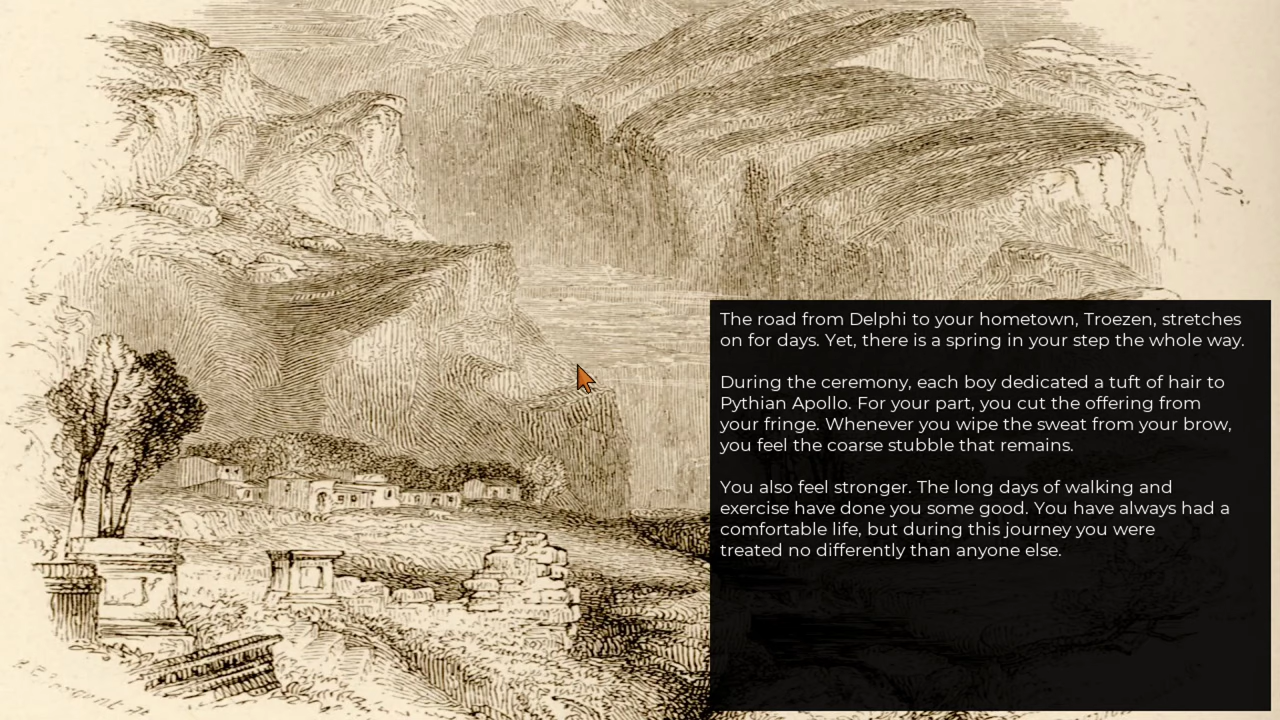 The road from Delphi to your hometown, Troezen, stretches
on for days. Yet, there is a spring in your step the whole way.
During the ceremony, each boy dedicated a tuft of hair to
Pythian Apollo. For your part, you cut the offering from
your fringe. Whenever you wipe the sweat from your brow,
you feel the coarse stubble that remains.
You also feel stronger. The long days of walking and
exercise have done you some good. You have always had a
comfortable life, but during this journey you were
treated no differently than anyone else.